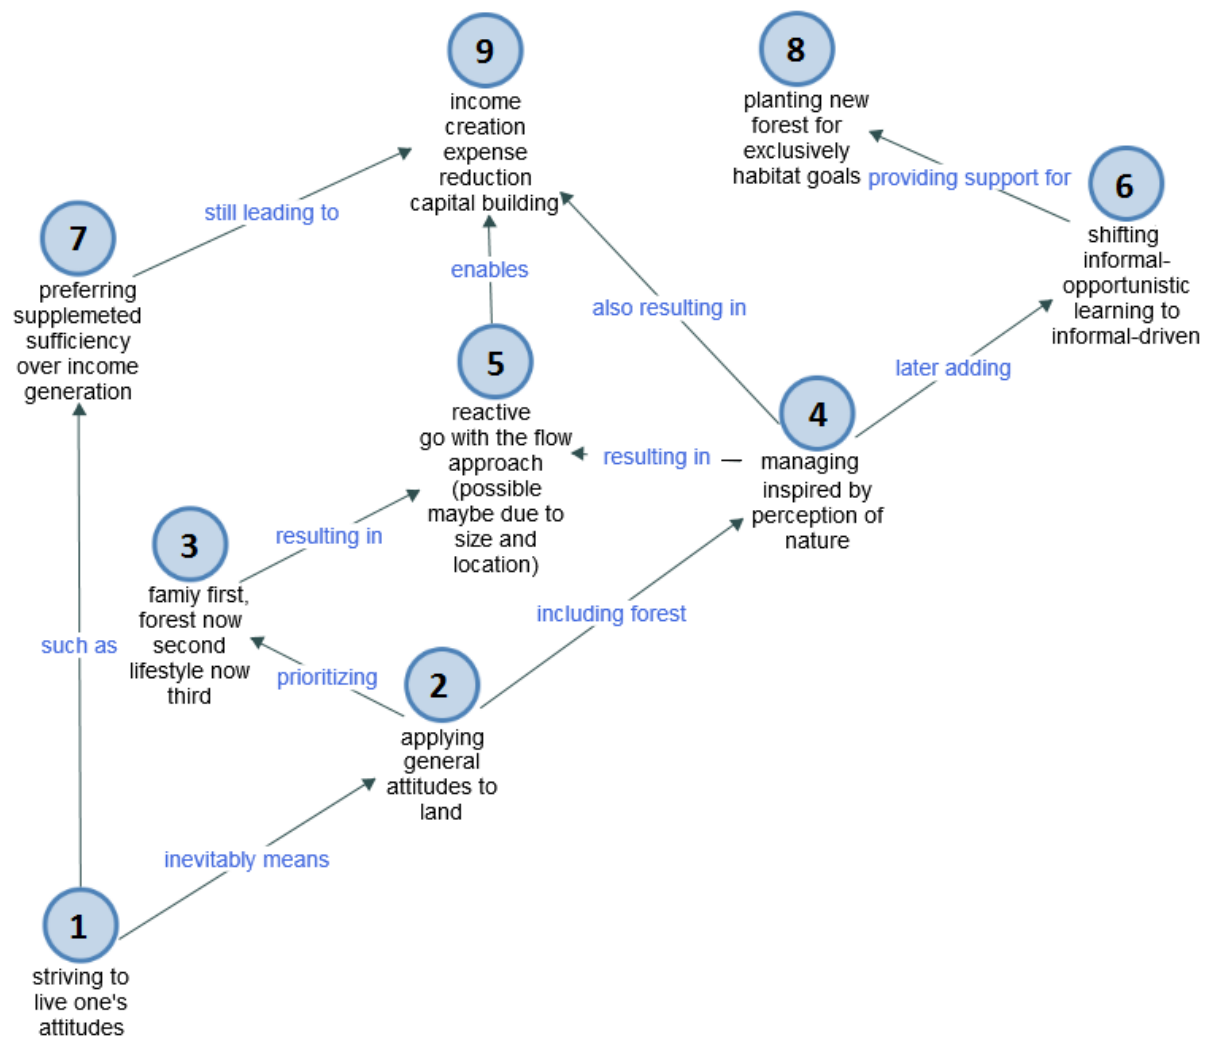 9
income
creation
expense
reduction
capital building
8
planting new
forest for
exclusively
habitat goals
providing support for
6
shifting
informal-
opportunistic
learning to
informal-driven
still leading to
7
preferring
supplemeted
sufficiency
over income
generation
enables
also resulting in
later adding
5
reactive
go with the flow
approach
(possible
maybe due to
size and
location)
resulting in
4
managing
inspired by
perception of
nature
3
famiy first,
forest now
second
lifestyle now
third
resulting in
including forest
such as
prioritizing
2
applying
general
attitudes to
land
inevitably means
1
striving to
live one's
attitudes